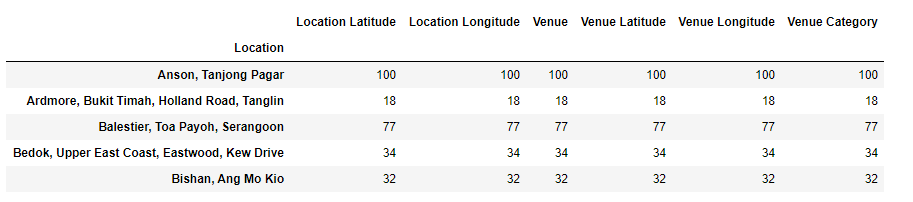 Location Latitude Location Longitude Venue Venue Latitude Venue Longitude Venue Category
Location
Anson, Tanjong Pagar 100 100 100 100 100 100
Ardmore, Bukit Timah, Holland Road, Tanglin 18 18 18 18 18 18
Balestier, Toa Payoh, Serangoon 77 77 77 77 77 77
Bedok, Upper East Coast, Eastwood, Kew Drive 34 34 34 34 34 34
Bishan, Ang Mo Kio 32 32 32 32 32 32